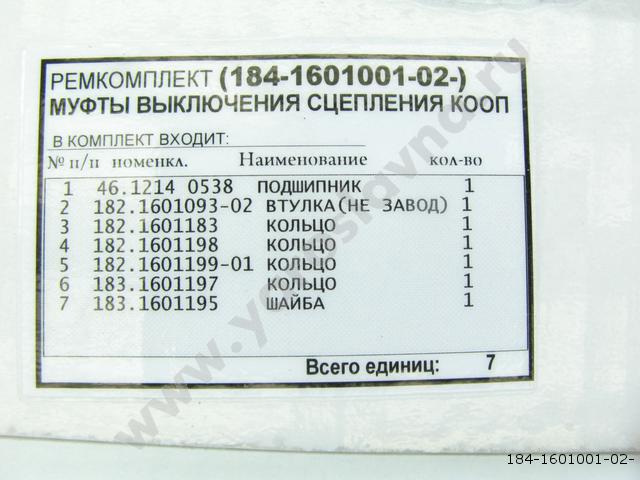 РЕМКОМПЛЕКТ (184-1601001-02-)
МУФТЫ ВЫКЛЮЧЕНИЯ СЦЕПЛЕНИЯ КООП
В КОМПЛЕКТ ВХОДИТ:
№ п/п номенкл. Наименование кол-во
1 46.1214 0538 ПОДШИПНИК 1
2 182.1601093-02 ВТУЛКА(НЕ ЗАВОД) 1
3 182.1601183 КОЛЬЦО 1
4 182.1601198 КОЛЬЦО 1
5 182.1601199-01 КОЛЬЦО 1
6 183.1601197 КОЛЬЦО 1
7 183.1601195 ШАЙБА 1
Всего единиц: 7
www.yaroslavna.ru
184-1601001-02-